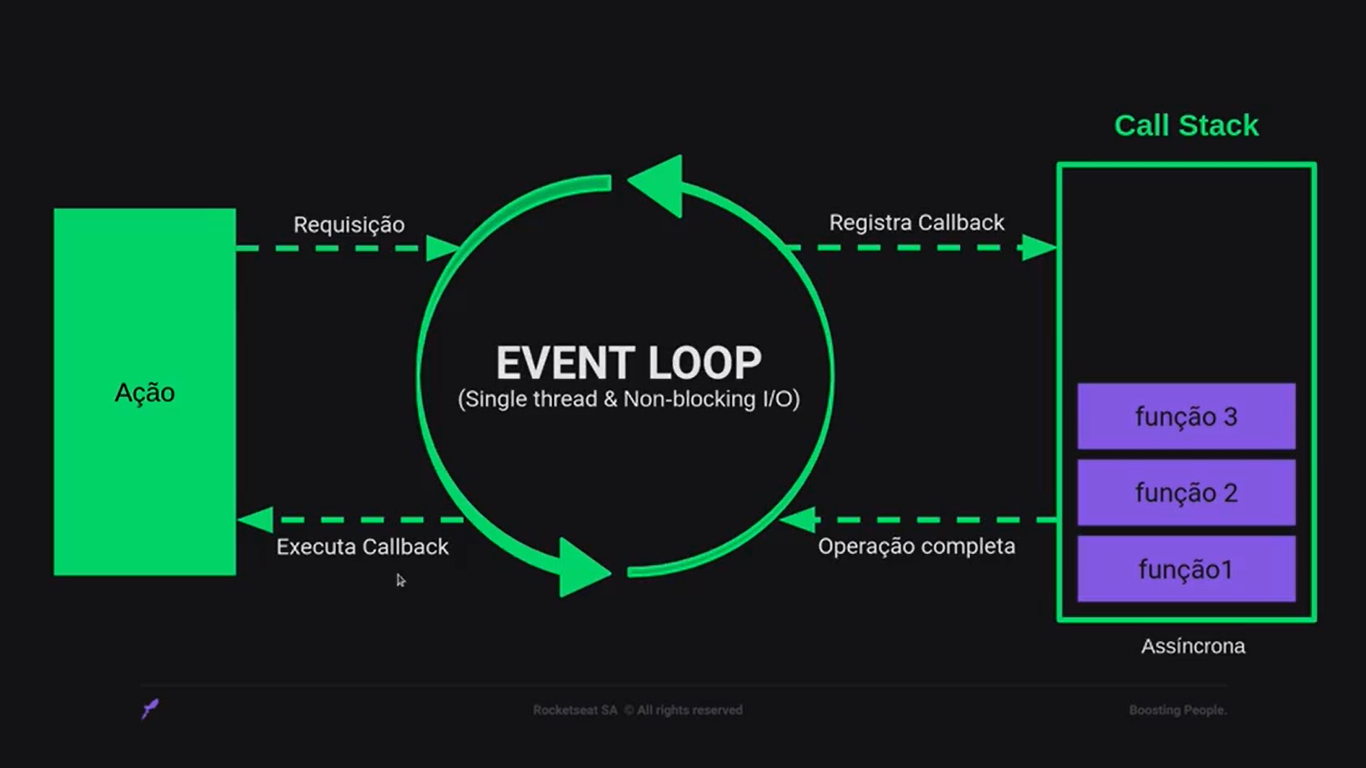 Call Stack
Requisição
Registra Callback
EVENT LOOP
(Single thread & Non-blocking I/O)
Ação
função 3
função 2
função1
Executa Callback
Operação completa
Assíncrona
Rocketseat SA © All rights reserved
Boosting People.